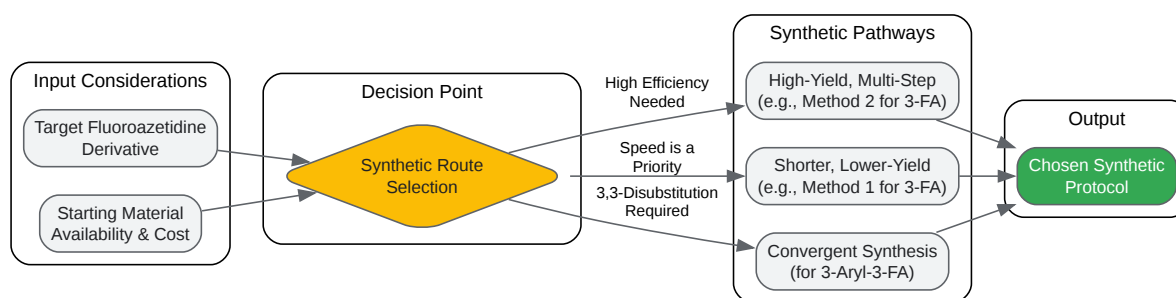 Input Considerations
Target Fluoroazetidine
Derivative
Starting Material
Availability & Cost
Decision Point
Synthetic Route
Selection
High Efficiency
Needed
Speed is a
Priority
3,3-Disubstitution
Required
Synthetic Pathways
High-Yield, Multi-Step
(e.g., Method 2 for 3-FA)
Shorter, Lower-Yield
(e.g., Method 1 for 3-FA)
Convergent Synthesis
(for 3-Aryl-3-FA)
Output
Chosen Synthetic
Protocol